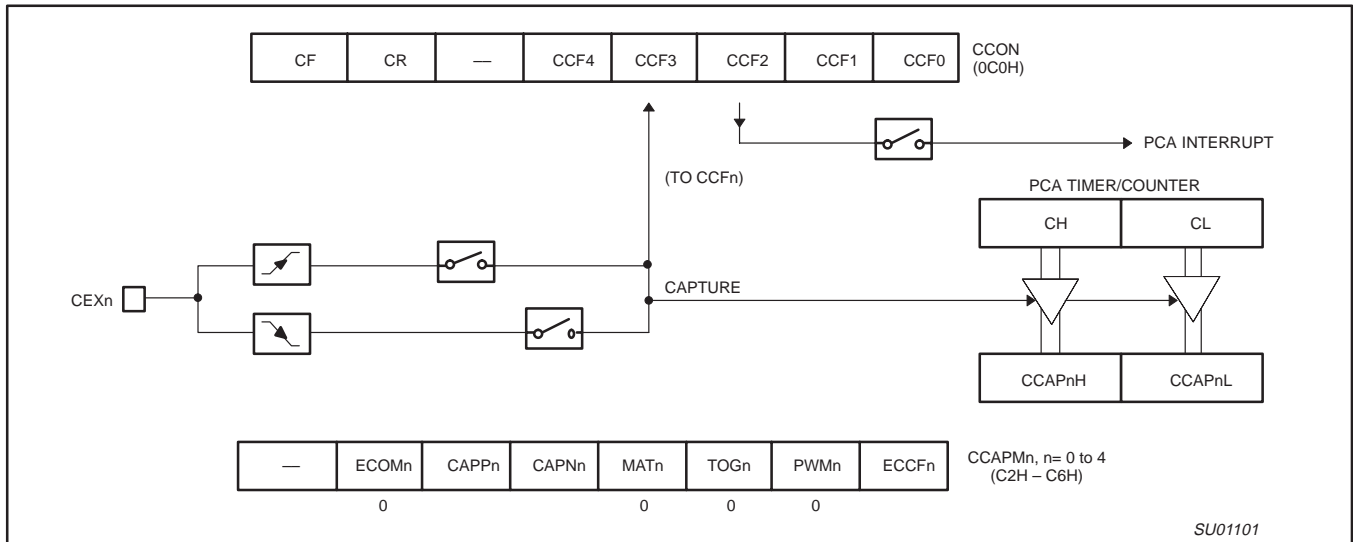 CF CR — CCF4 CCF3 CCF2 CCF1 CCF0
CCON
(0C0H)
PCA INTERRUPT
(TO CCFn)
PCA TIMER/COUNTER
CH CL
CEXn
CAPTURE
CCAPnH CCAPnL
— ECOMn CAPPn CAPNn MATn TOGn PWMn ECCFn
CCAPMn, n= 0 to 4
(C2H – C6H)
0 0 0 0
SU01101